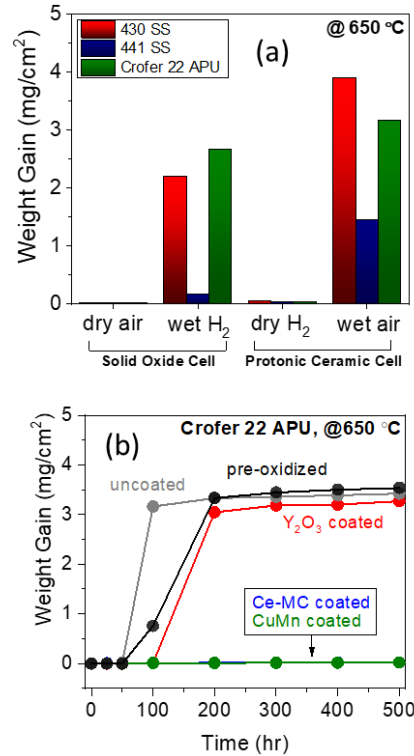 @ 650 °C
430 SS
441 SS
Crofer 22 APU
(a)
Weight Gain (mg/cm²)
5
4
3
2
1
0
dry air wet H₂ dry H₂ wet air
Solid Oxide Cell Protonic Ceramic Cell
(b)
Crofer 22 APU, @650 °C
Weight Gain (mg/cm²)
5
4
3
2
1
0
uncoated
pre-oxidized
Y₂O₃ coated
Ce-MC coated
CuMn coated
0 100 200 300 400 500
Time (hr)